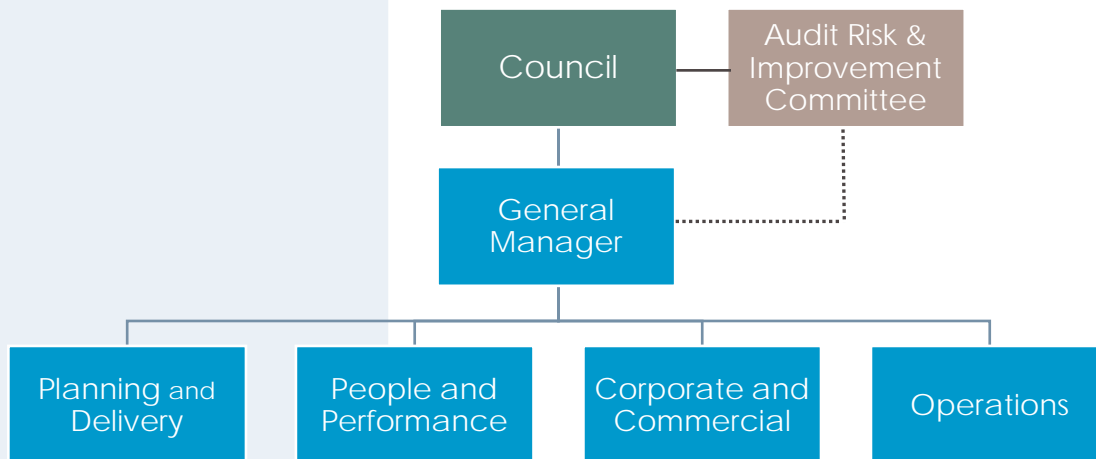 Council
Audit Risk &
Improvement
Committee
General
Manager
Planning and
Delivery
People and
Performance
Corporate and
Commercial
Operations